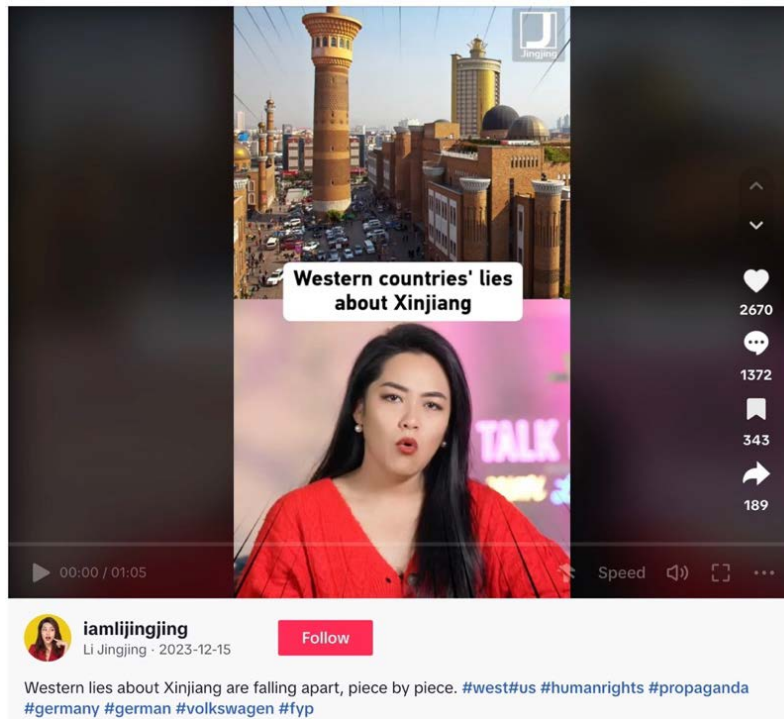 Jingjing
Western countries' lies
about Xinjiang
TALK
2670
1372
343
189
00:00 / 01:05
Speed
iamlijingjing
Li Jingjing · 2023-12-15
Follow
Western lies about Xinjiang are falling apart, piece by piece. #west#us #humanrights #propaganda
#germany #german #volkswagen #fyp